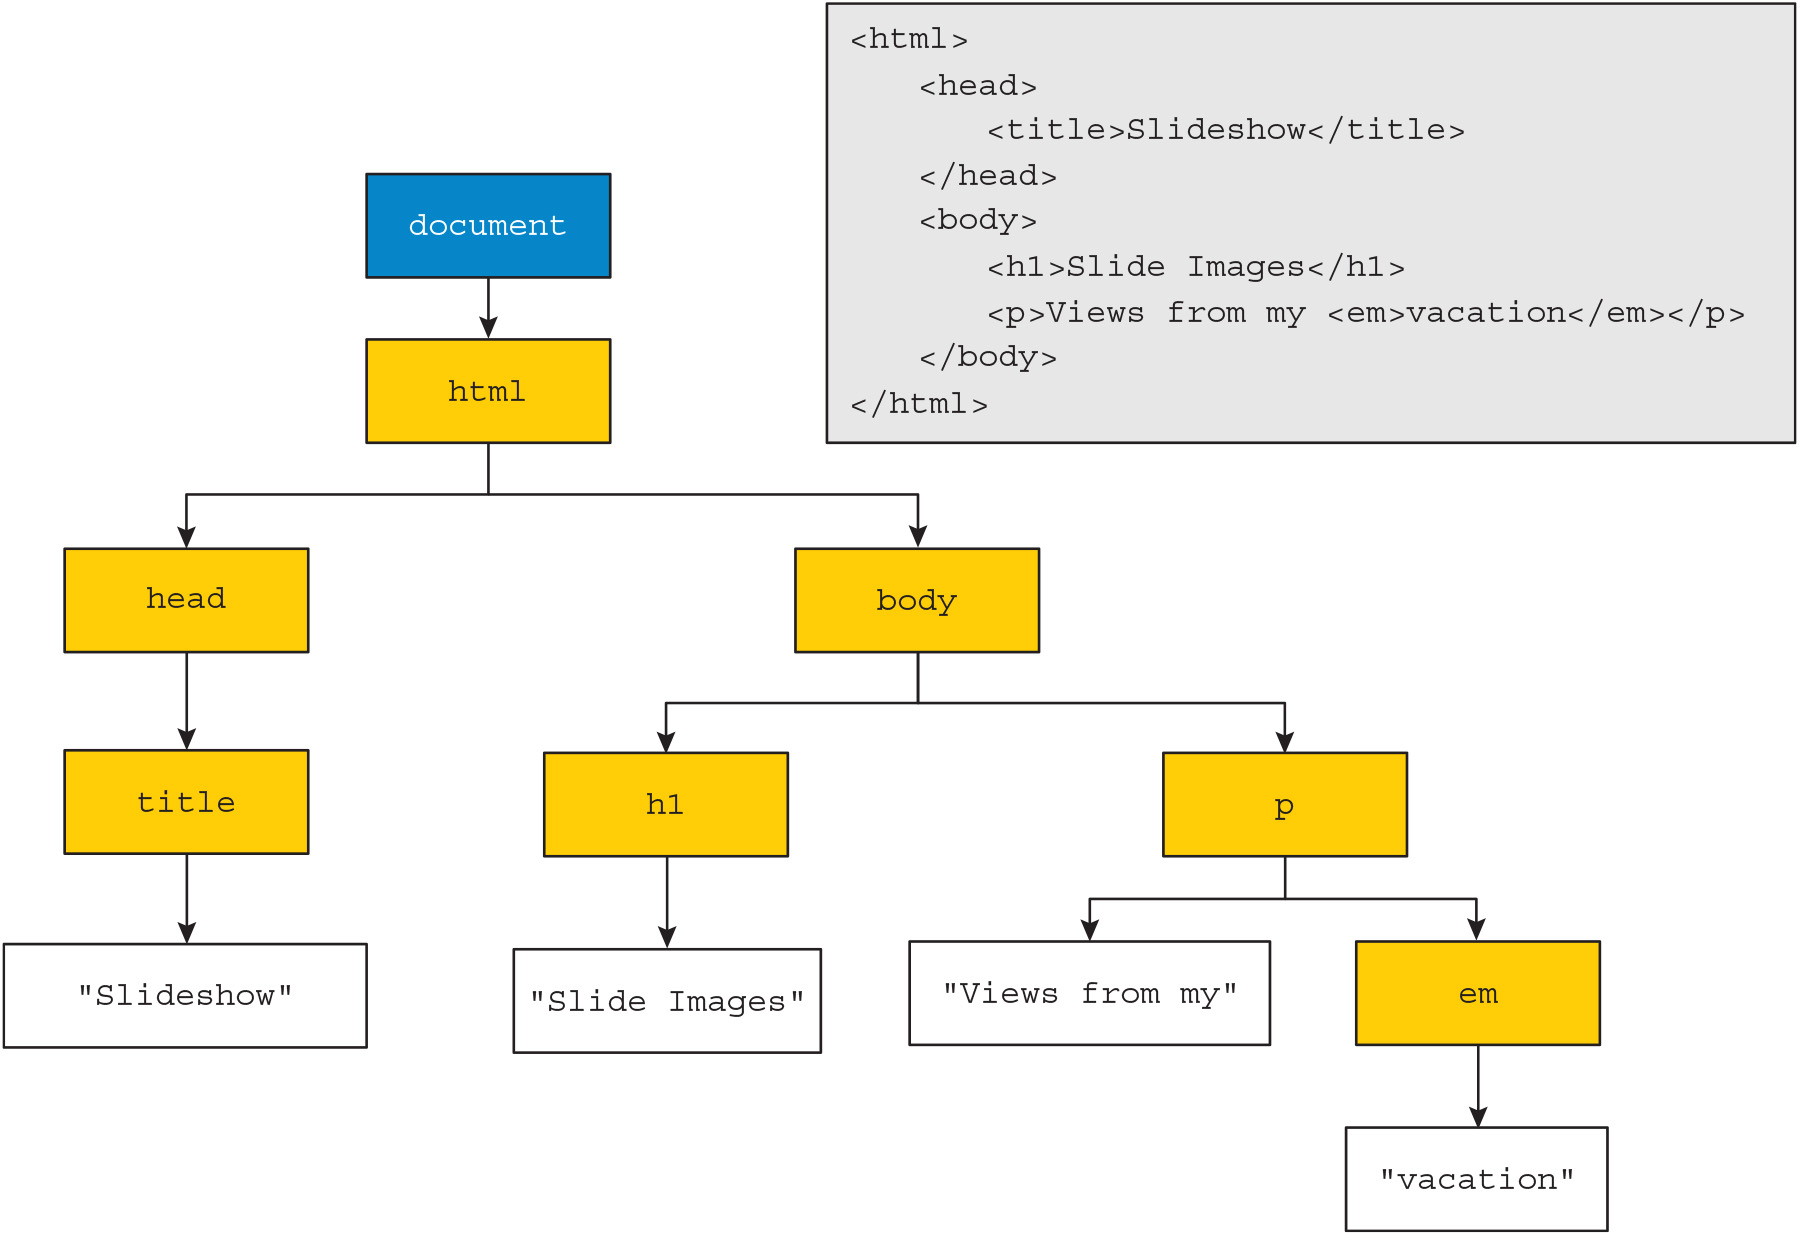 <html>
<head>
<title>Slideshow</title>
</head>
<body>
<h1>Slide Images</h1>
<p>Views from my <em>vacation</em></p>
</body>
</html>
document
html
head
body
title
h1
p
"Slideshow"
"Slide Images"
"Views from my"
em
"vacation"